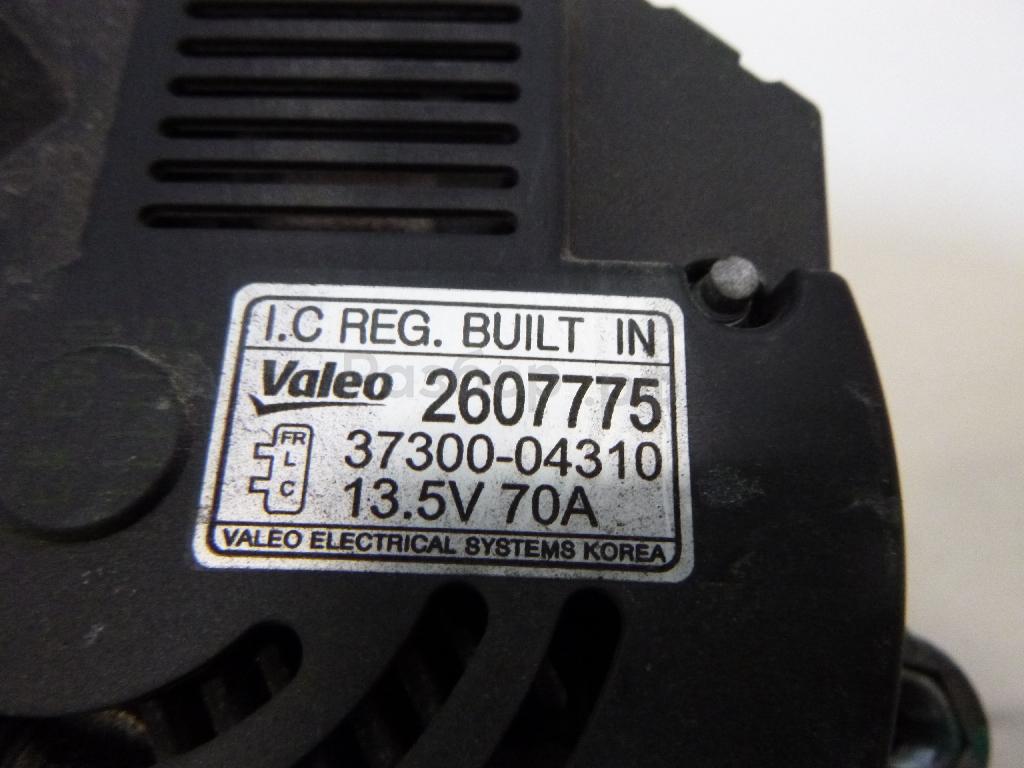 I.C REG. BUILT IN
Valeo 2607775
FR
L
C
37300-04310
13.5V 70A
VALEO ELECTRICAL SYSTEMS KOREA